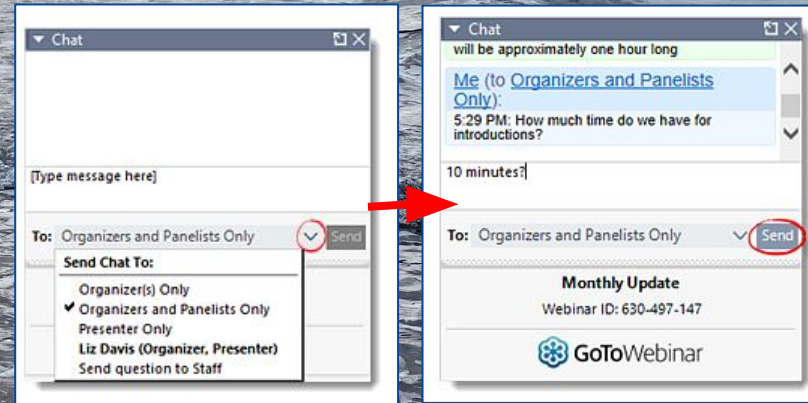 Chat
[Type message here]
To: Organizers and Panelists Only
Send
Send Chat To:
Organizer(s) Only
Organizers and Panelists Only
Presenter Only
Liz Davis (Organizer, Presenter)
Send question to Staff
Chat
will be approximately one hour long
Me (to Organizers and Panelists
Only):
5:29 PM: How much time do we have for
introductions?
10 minutes?
To: Organizers and Panelists Only
Send
Monthly Update
Webinar ID: 630-497-147
GoToWebinar